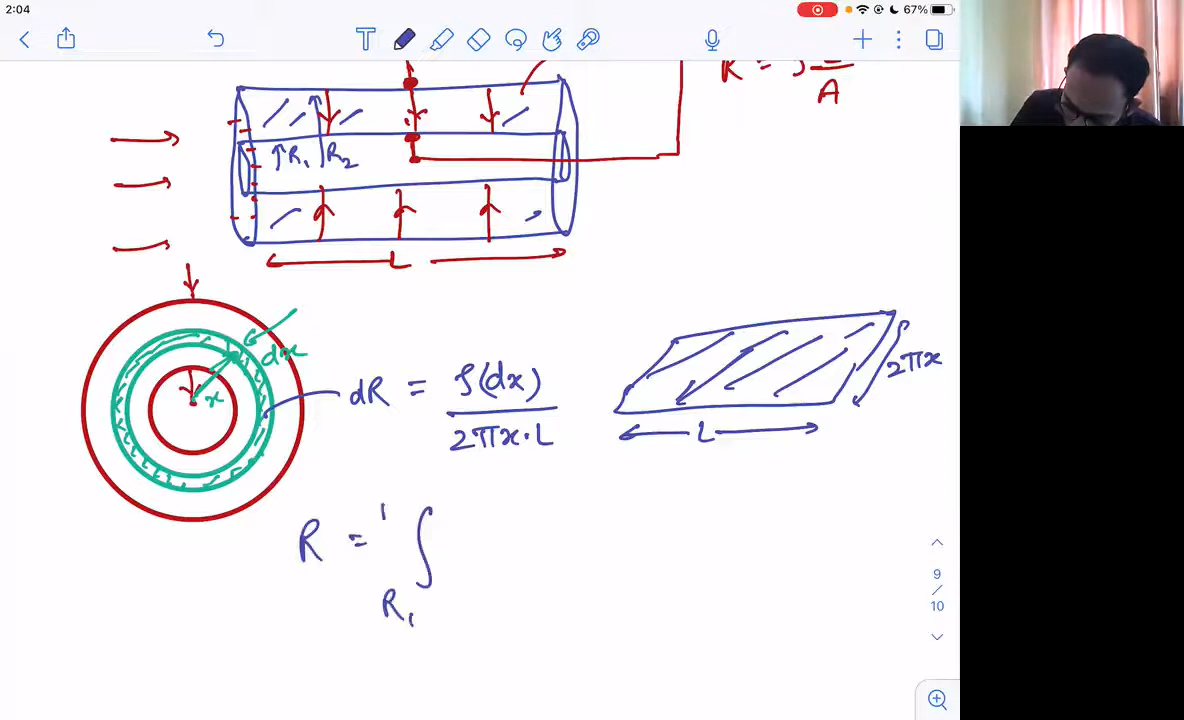 2:04
67%
T
R = ρ L/A
R₁ R₂
L
dx
x
dR = ρ(dx) / 2πx·L
2πx
L
R = ∫
R₁
9
/
10